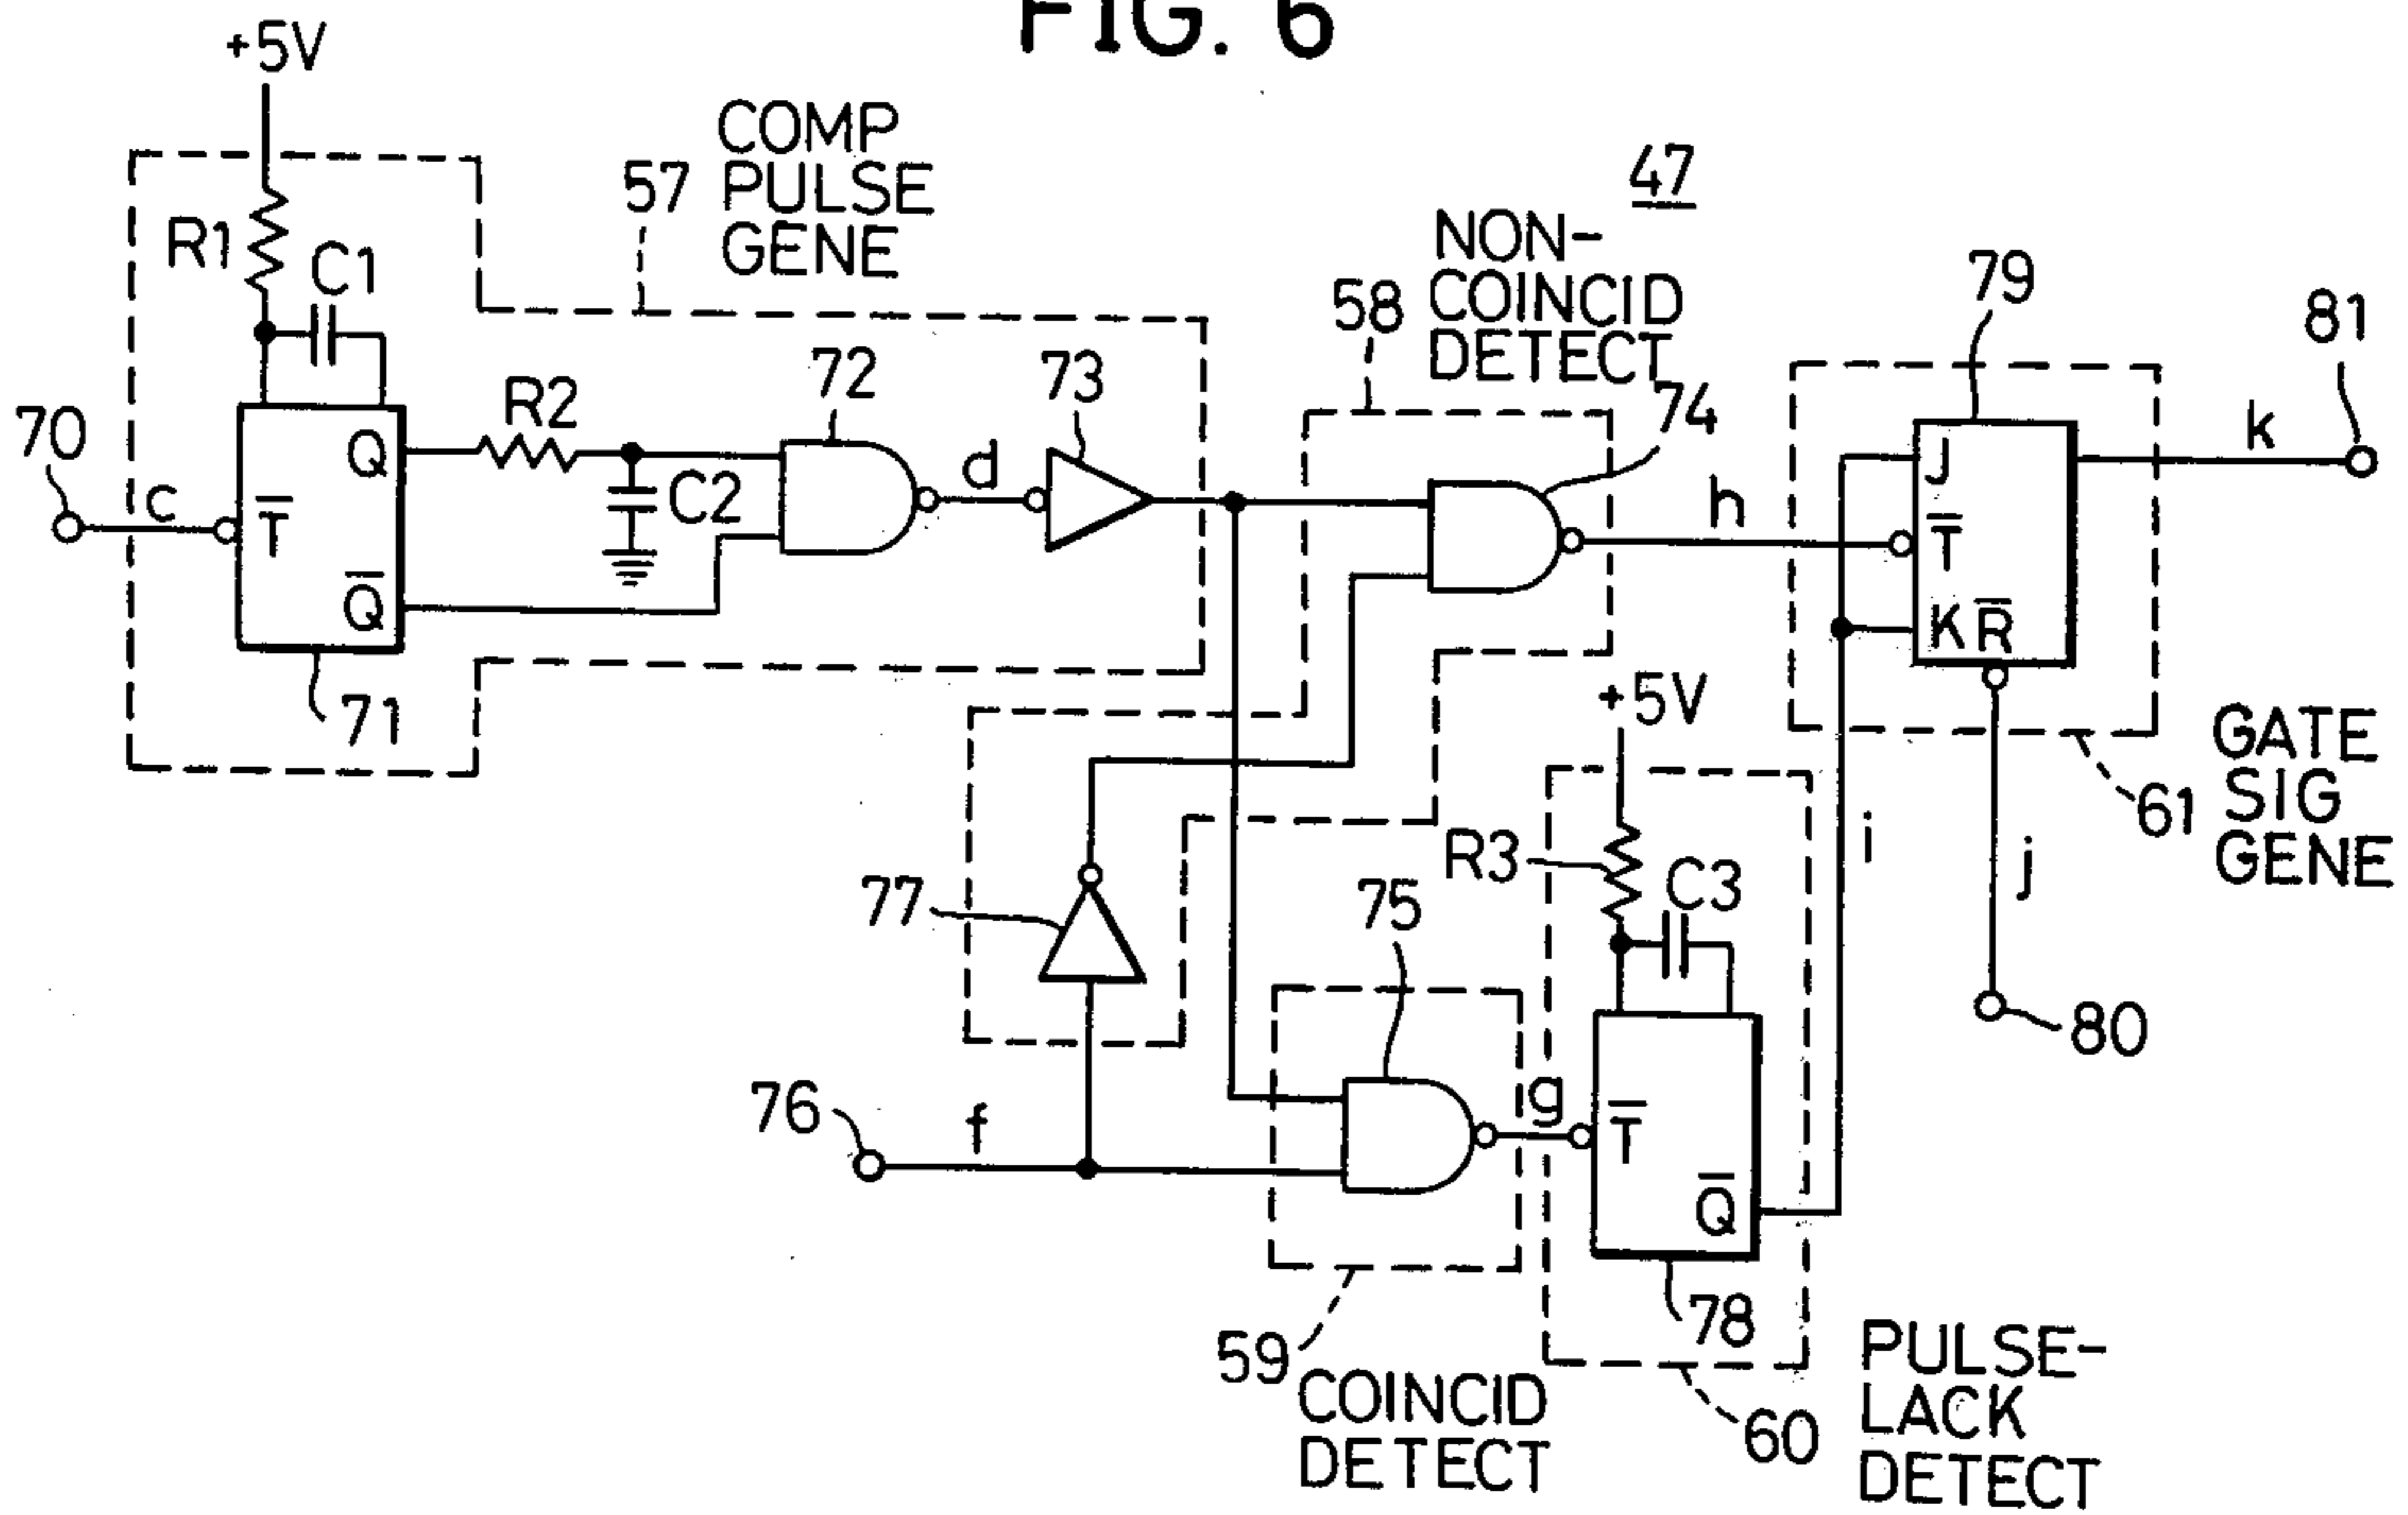 FIG. 6
+5V
COMP
57 PULSE
GENE
47
R1
C1
NON-
58 COINCID
DETECT
79
81
70
c
T̅
Q
Q̅
71
R2
C2
72
d
73
74
h
J
T̅
K R̅
k
+5V
GATE
61 SIG
GENE
R3
C3
i
j
77
75
80
76
f
g
T̅
Q̅
78
59
COINCID
DETECT
60
PULSE-
LACK
DETECT